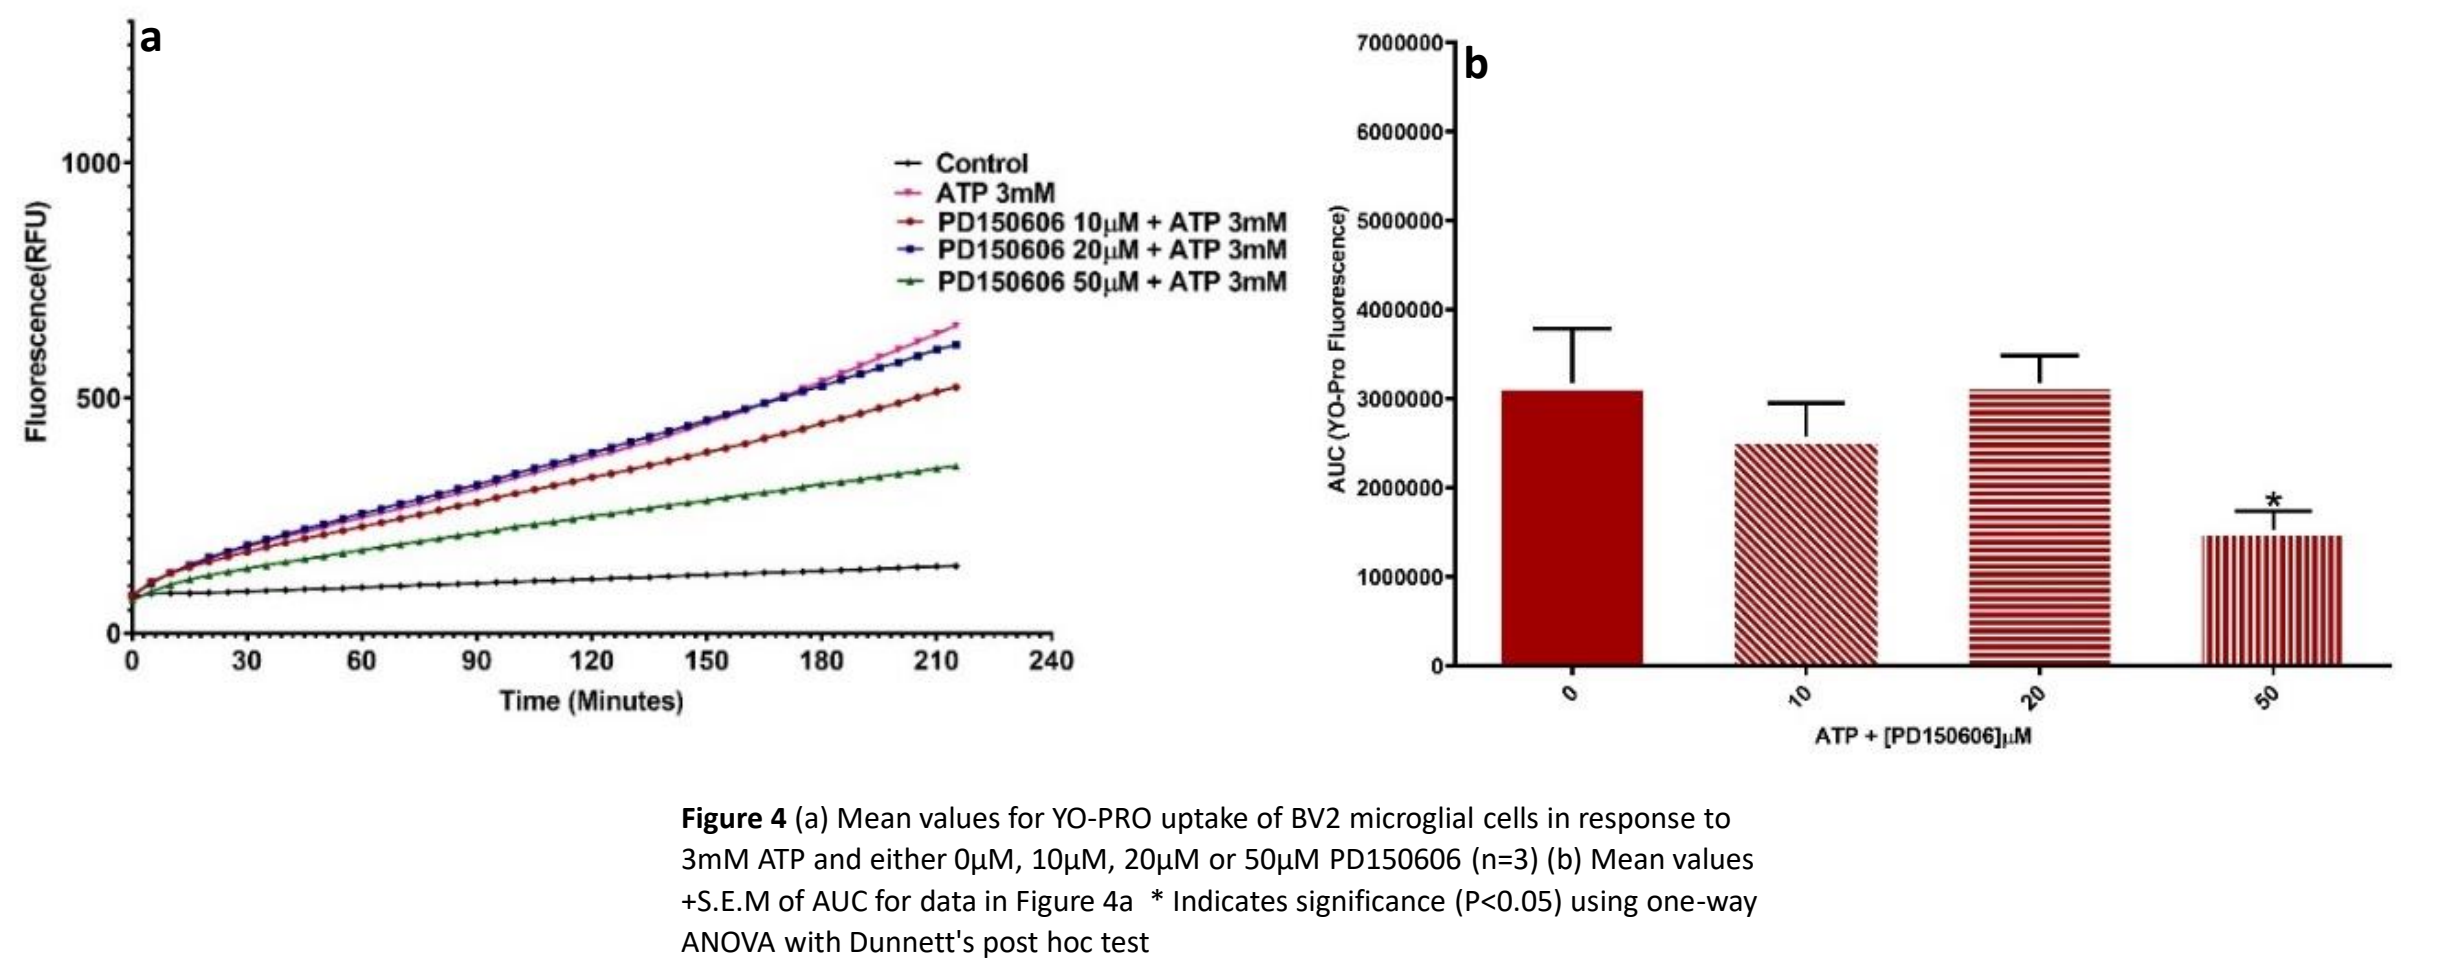 a
1000
500
0
Fluorescence(RFU)
0 30 60 90 120 150 180 210 240
Time (Minutes)
Control
ATP 3mM
PD150606 10μM + ATP 3mM
PD150606 20μM + ATP 3mM
PD150606 50μM + ATP 3mM
b
7000000
6000000
5000000
4000000
3000000
2000000
1000000
0
AUC (YO-Pro Fluorescence)
*
0 10 20 50
ATP + [PD150606]μM
Figure 4 (a) Mean values for YO-PRO uptake of BV2 microglial cells in response to
3mM ATP and either 0μM, 10μM, 20μM or 50μM PD150606 (n=3) (b) Mean values
+S.E.M of AUC for data in Figure 4a * Indicates significance (P<0.05) using one-way
ANOVA with Dunnett's post hoc test